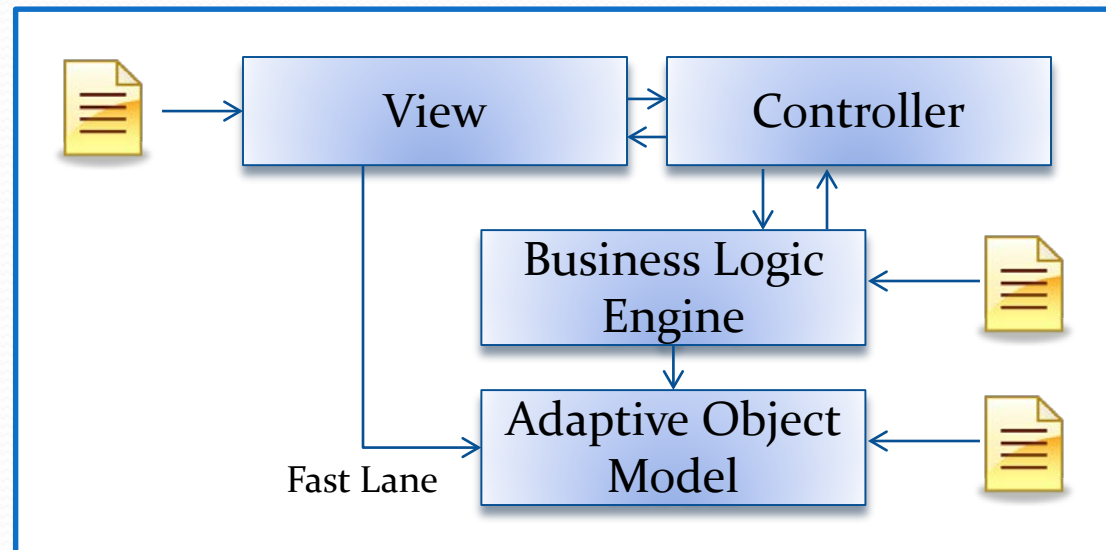 View
Controller
Business Logic
Engine
Adaptive Object
Model
Fast Lane